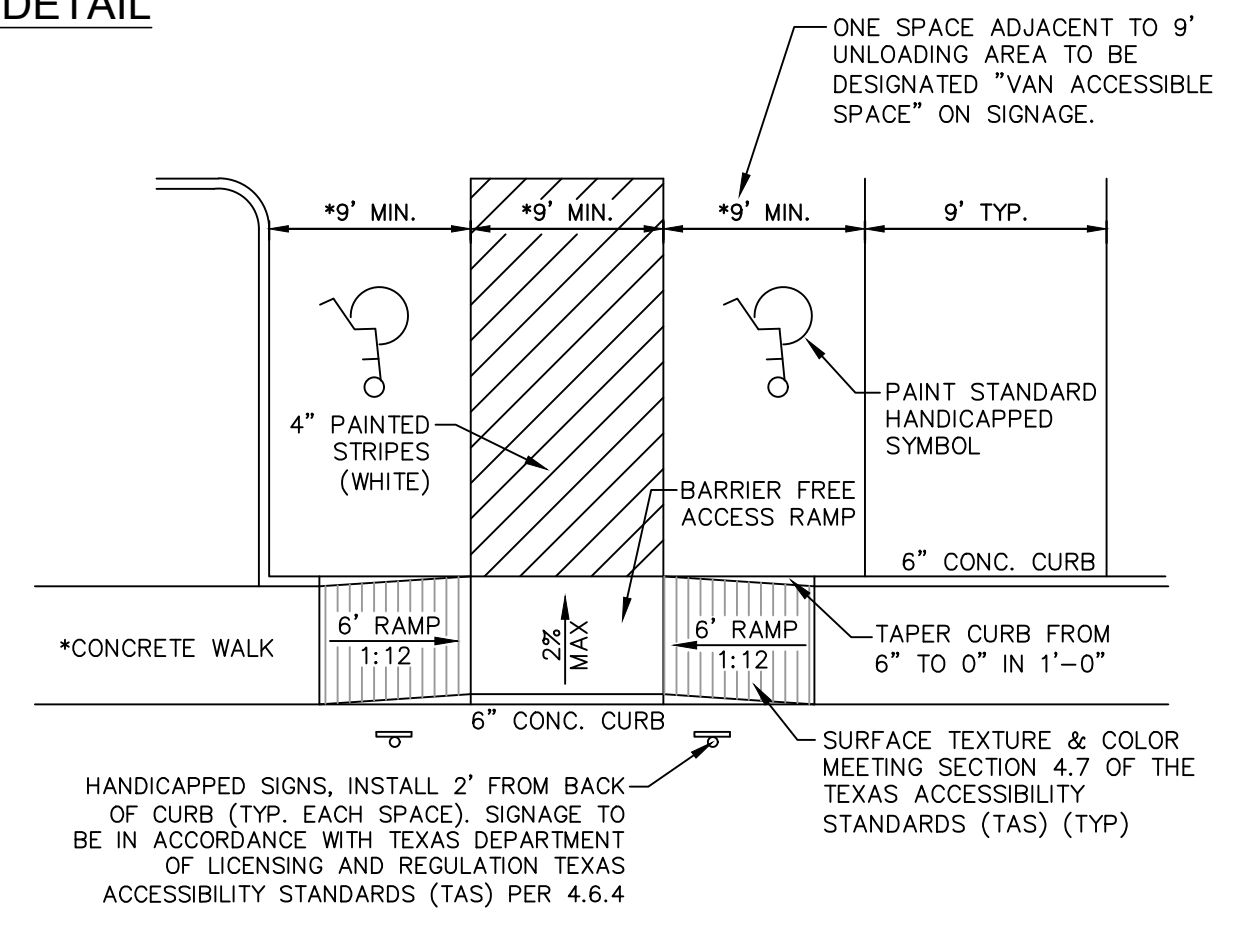 DETAIL
ONE SPACE ADJACENT TO 9'
UNLOADING AREA TO BE
DESIGNATED "VAN ACCESSIBLE
SPACE" ON SIGNAGE.
*9' MIN.
*9' MIN.
*9' MIN.
9' TYP.
PAINT STANDARD
HANDICAPPED
SYMBOL
4" PAINTED
STRIPES
(WHITE)
BARRIER FREE
ACCESS RAMP
6" CONC. CURB
*CONCRETE WALK
6' RAMP
1:12
2%
MAX
6' RAMP
1:12
TAPER CURB FROM
6" TO 0" IN 1'-0"
6" CONC. CURB
SURFACE TEXTURE & COLOR
MEETING SECTION 4.7 OF THE
TEXAS ACCESSIBILITY
STANDARDS (TAS) (TYP)
HANDICAPPED SIGNS, INSTALL 2' FROM BACK
OF CURB (TYP. EACH SPACE). SIGNAGE TO
BE IN ACCORDANCE WITH TEXAS DEPARTMENT
OF LICENSING AND REGULATION TEXAS
ACCESSIBILITY STANDARDS (TAS) PER 4.6.4